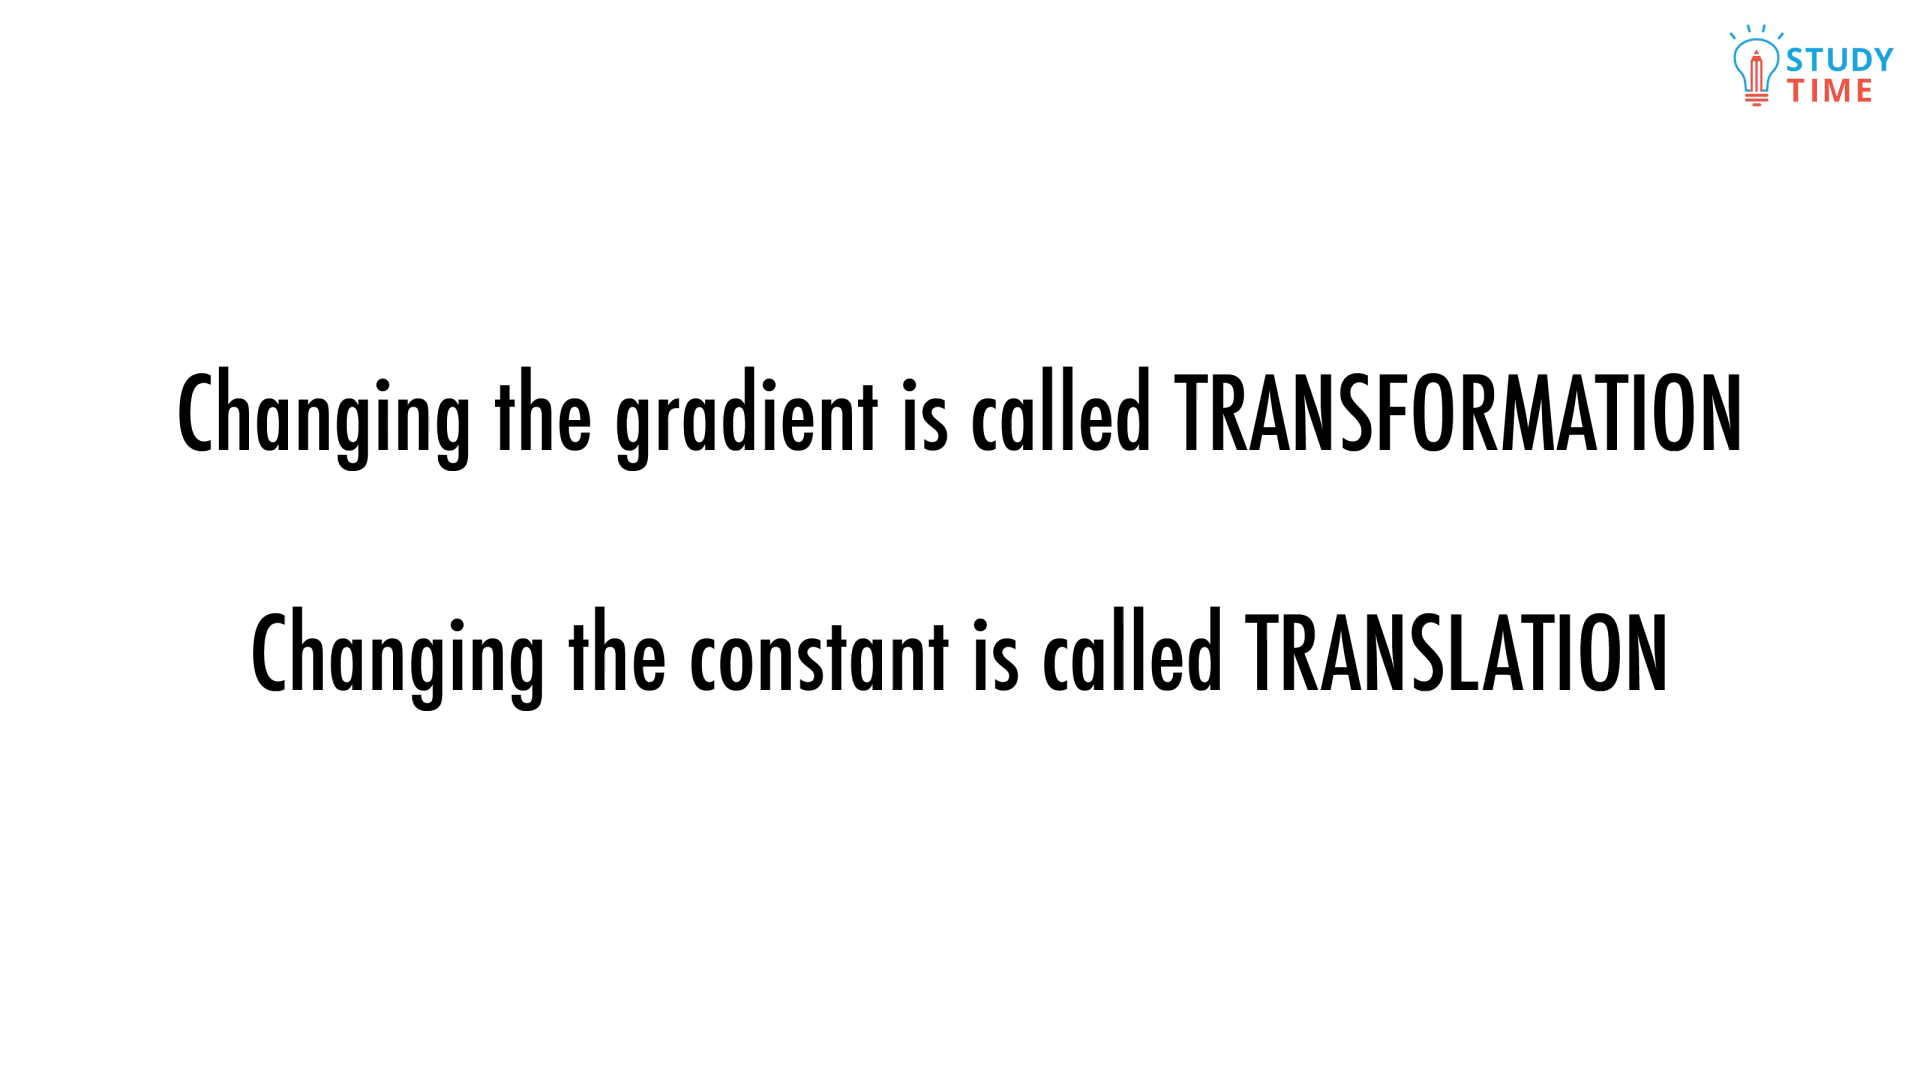 STUDY
TIME
Changing the gradient is called TRANSFORMATION
Changing the constant is called TRANSLATION